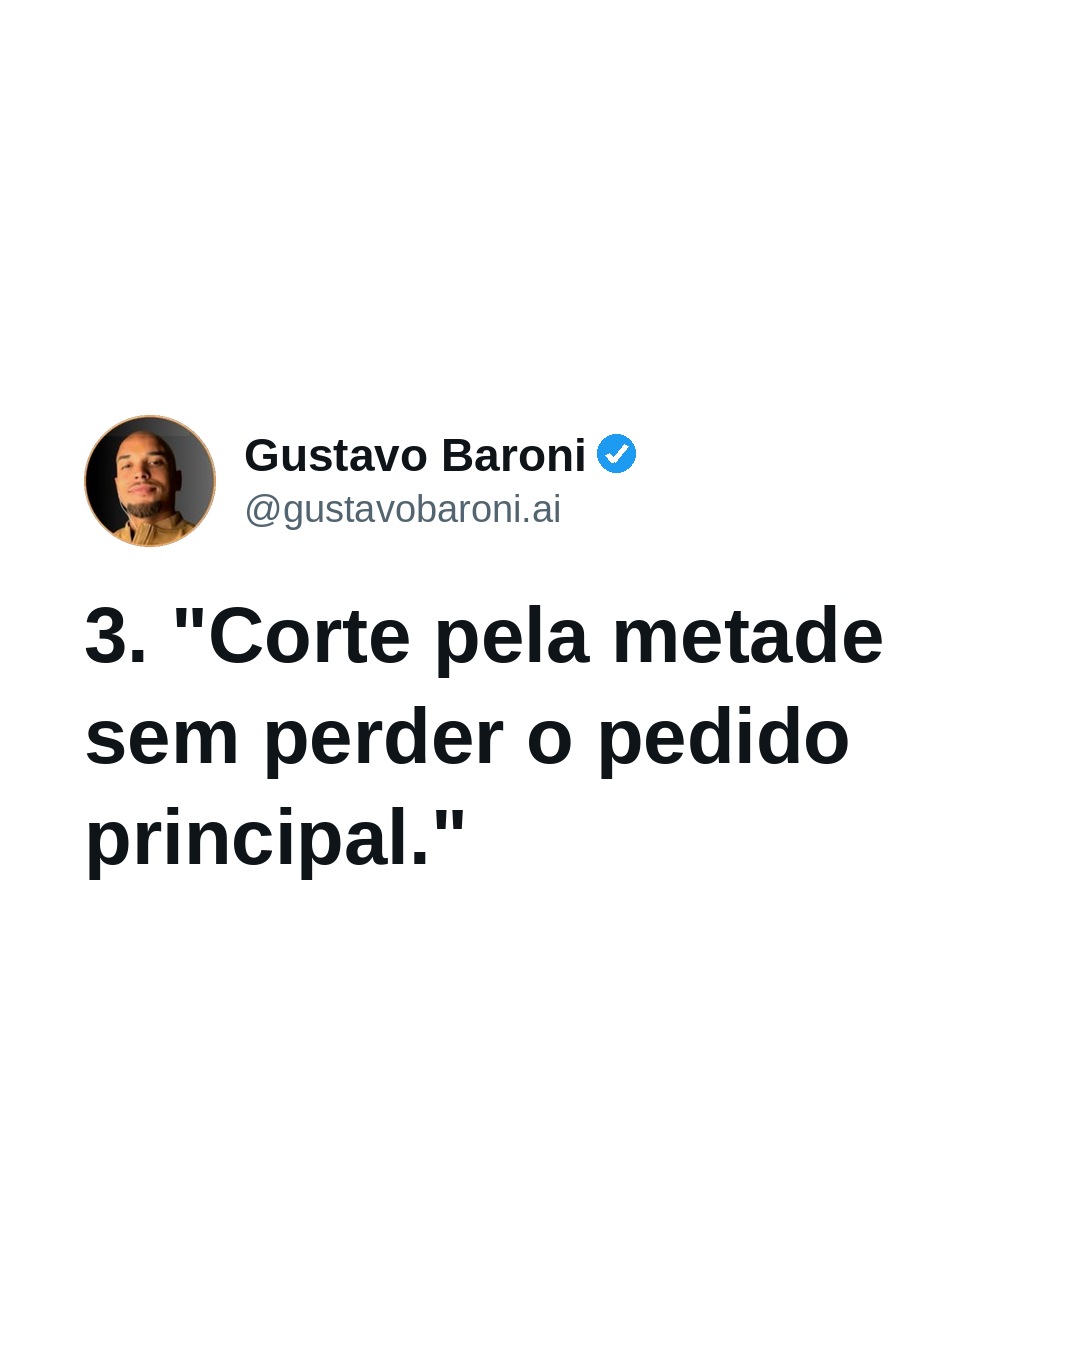 Gustavo Baroni
@gustavobaroni.ai
3. "Corte pela metade
sem perder o pedido
principal."